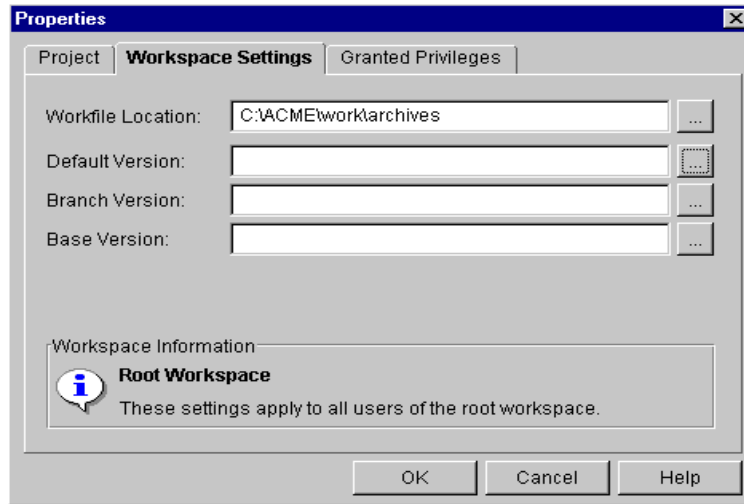 Properties
Project Workspace Settings Granted Privileges
Workfile Location: C:\ACME\work\archives ...
Default Version: ...
Branch Version: ...
Base Version: ...
Workspace Information
Root Workspace
These settings apply to all users of the root workspace.
OK Cancel Help